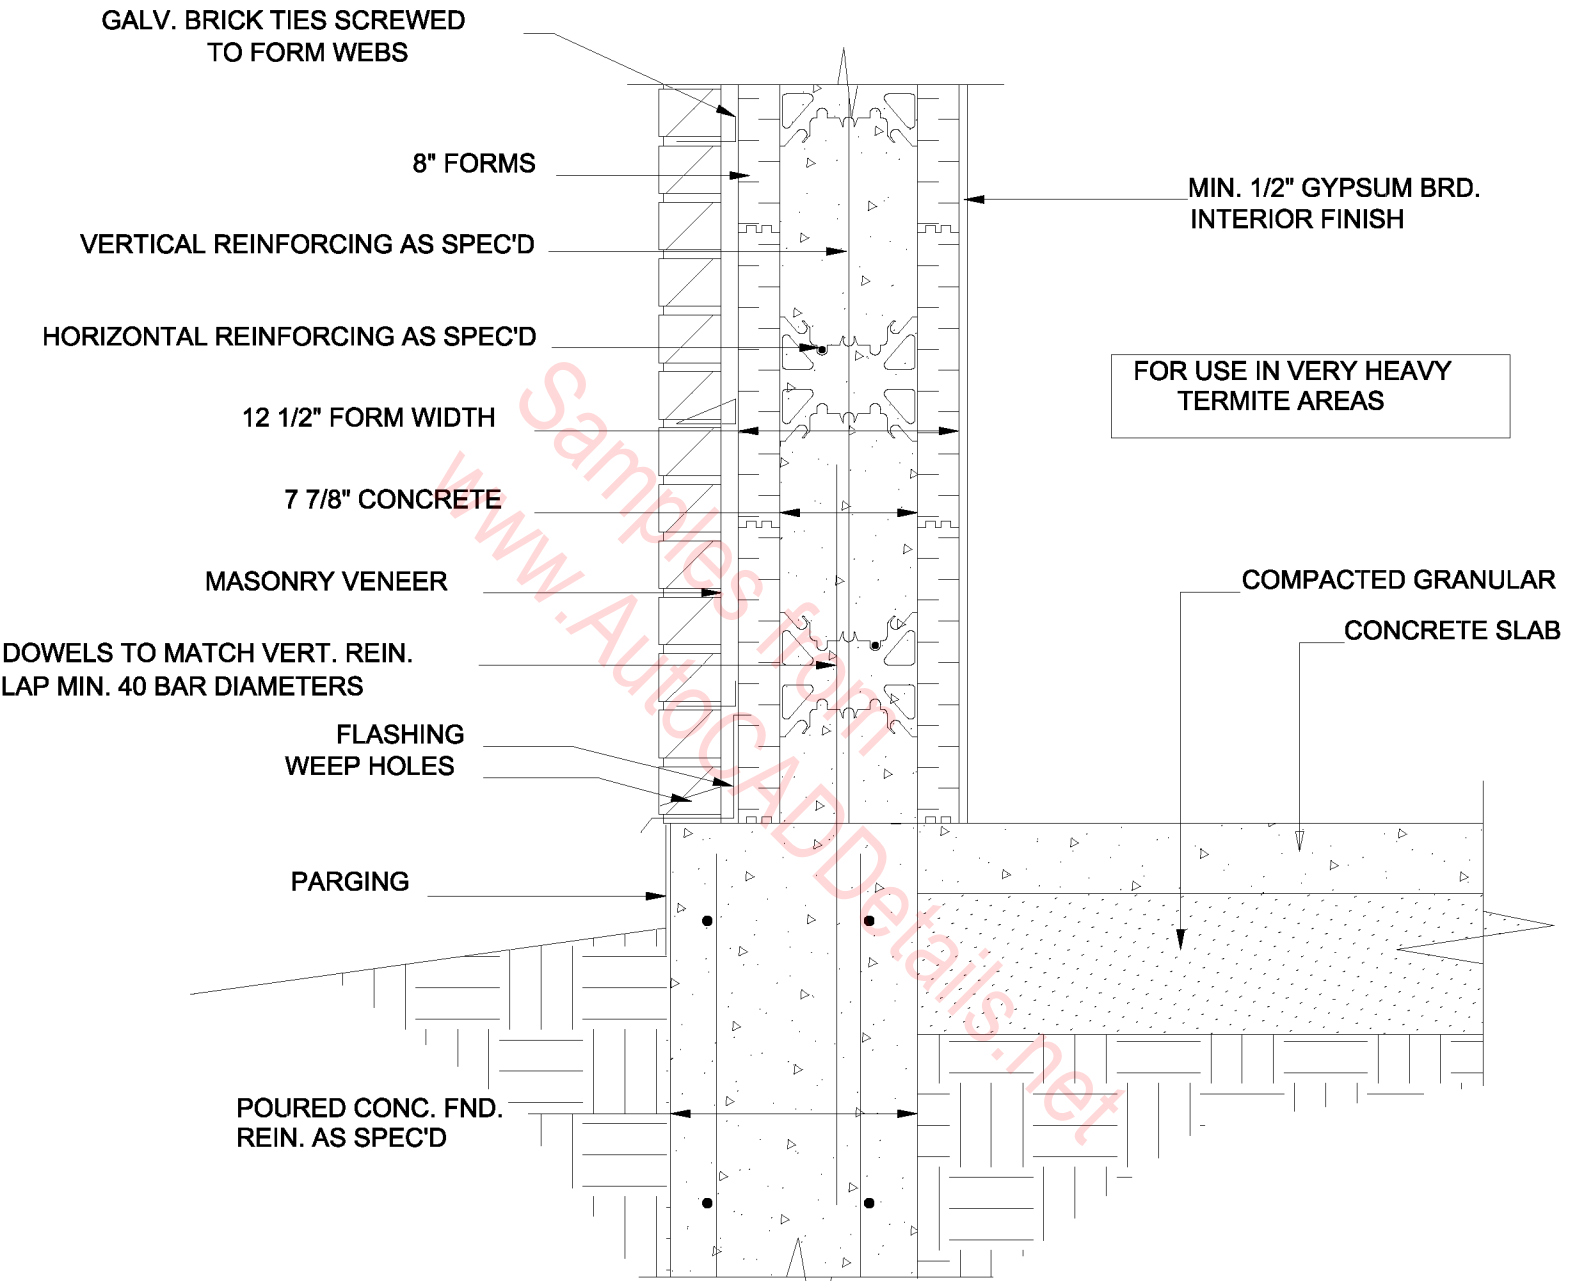 GALV. BRICK TIES SCREWED
TO FORM WEBS
8" FORMS
MIN. 1/2" GYPSUM BRD.
INTERIOR FINISH
VERTICAL REINFORCING AS SPEC'D
HORIZONTAL REINFORCING AS SPEC'D
FOR USE IN VERY HEAVY
TERMITE AREAS
12 1/2" FORM WIDTH
7 7/8" CONCRETE
MASONRY VENEER
COMPACTED GRANULAR
CONCRETE SLAB
DOWELS TO MATCH VERT. REIN.
LAP MIN. 40 BAR DIAMETERS
FLASHING
WEEP HOLES
PARGING
POURED CONC. FND.
REIN. AS SPEC'D
Samples from
www.AutoCADDetails.net